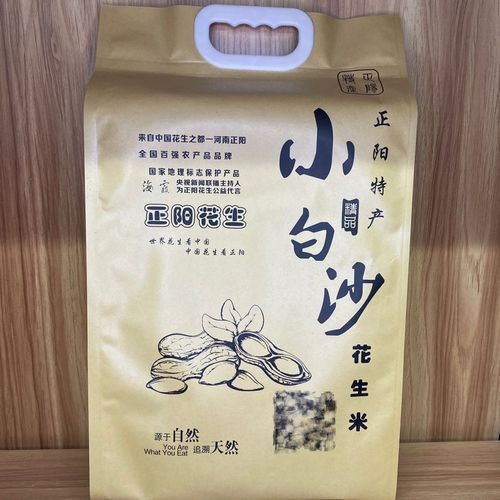 正阳特产
正阳特产
小白沙
精品
花生米
来自中国花生之都—河南正阳
全国百强农产品品牌
国家地理标志保护产品
海霞
央视新闻联播主持人
为正阳花生公益代言
正阳花生
世界花生看中国
中国花生看正阳
源于自然
You Are
What You Eat
追溯天然